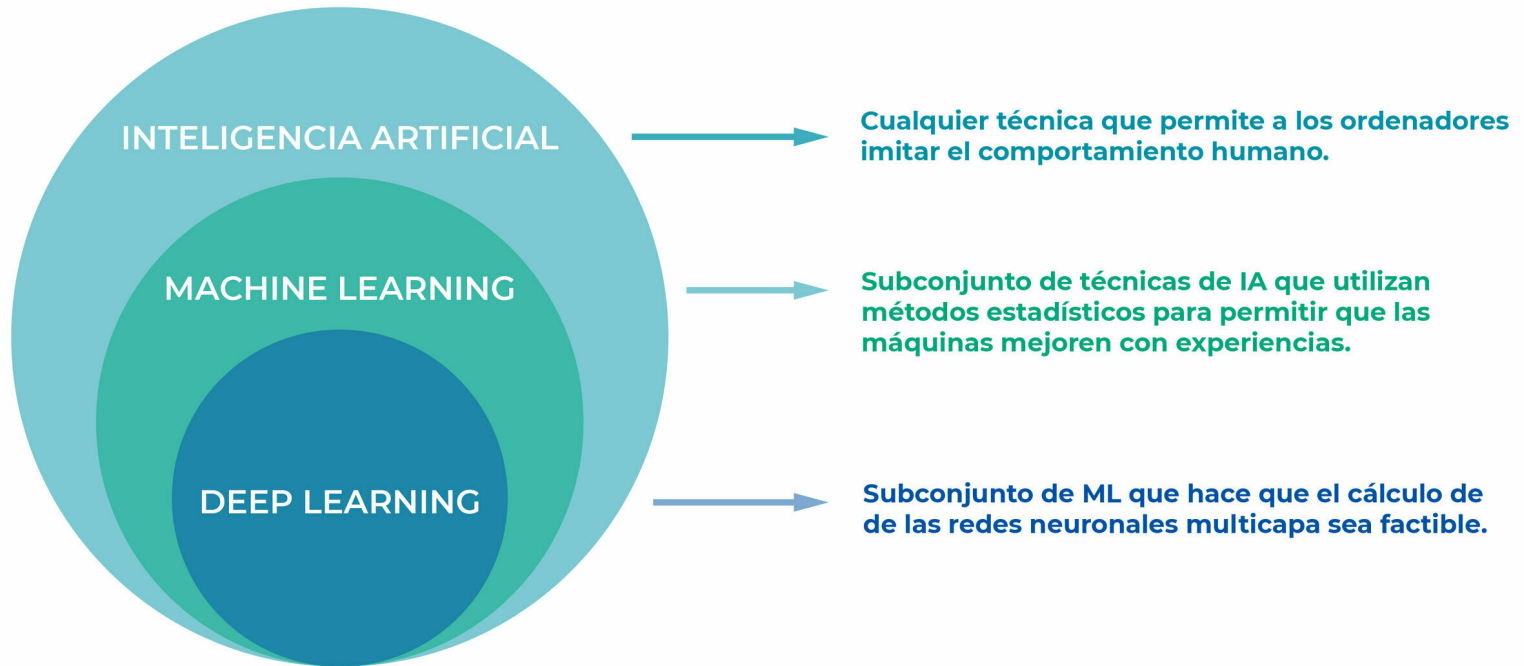 INTELIGENCIA ARTIFICIAL
Cualquier técnica que permite a los ordenadores
imitar el comportamiento humano.
MACHINE LEARNING
Subconjunto de técnicas de IA que utilizan
métodos estadísticos para permitir que las
máquinas mejoren con experiencias.
DEEP LEARNING
Subconjunto de ML que hace que el cálculo de
de las redes neuronales multicapa sea factible.